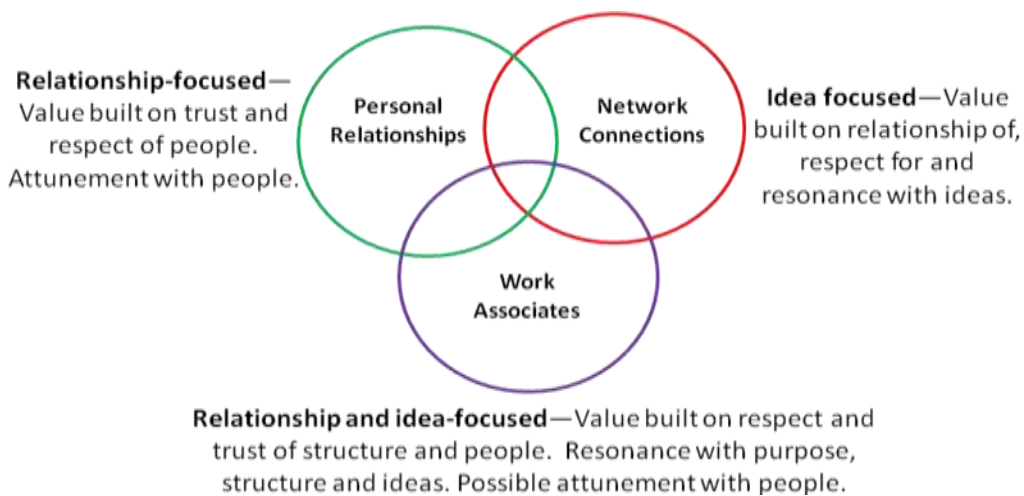 Relationship-focused—
Value built on trust and
respect of people.
Attunement with people.
Personal
Relationships
Network
Connections
Idea focused—Value
built on relationship of,
respect for and
resonance with ideas.
Work
Associates
Relationship and idea-focused—Value built on respect and
trust of structure and people.  Resonance with purpose,
structure and ideas. Possible attunement with people.